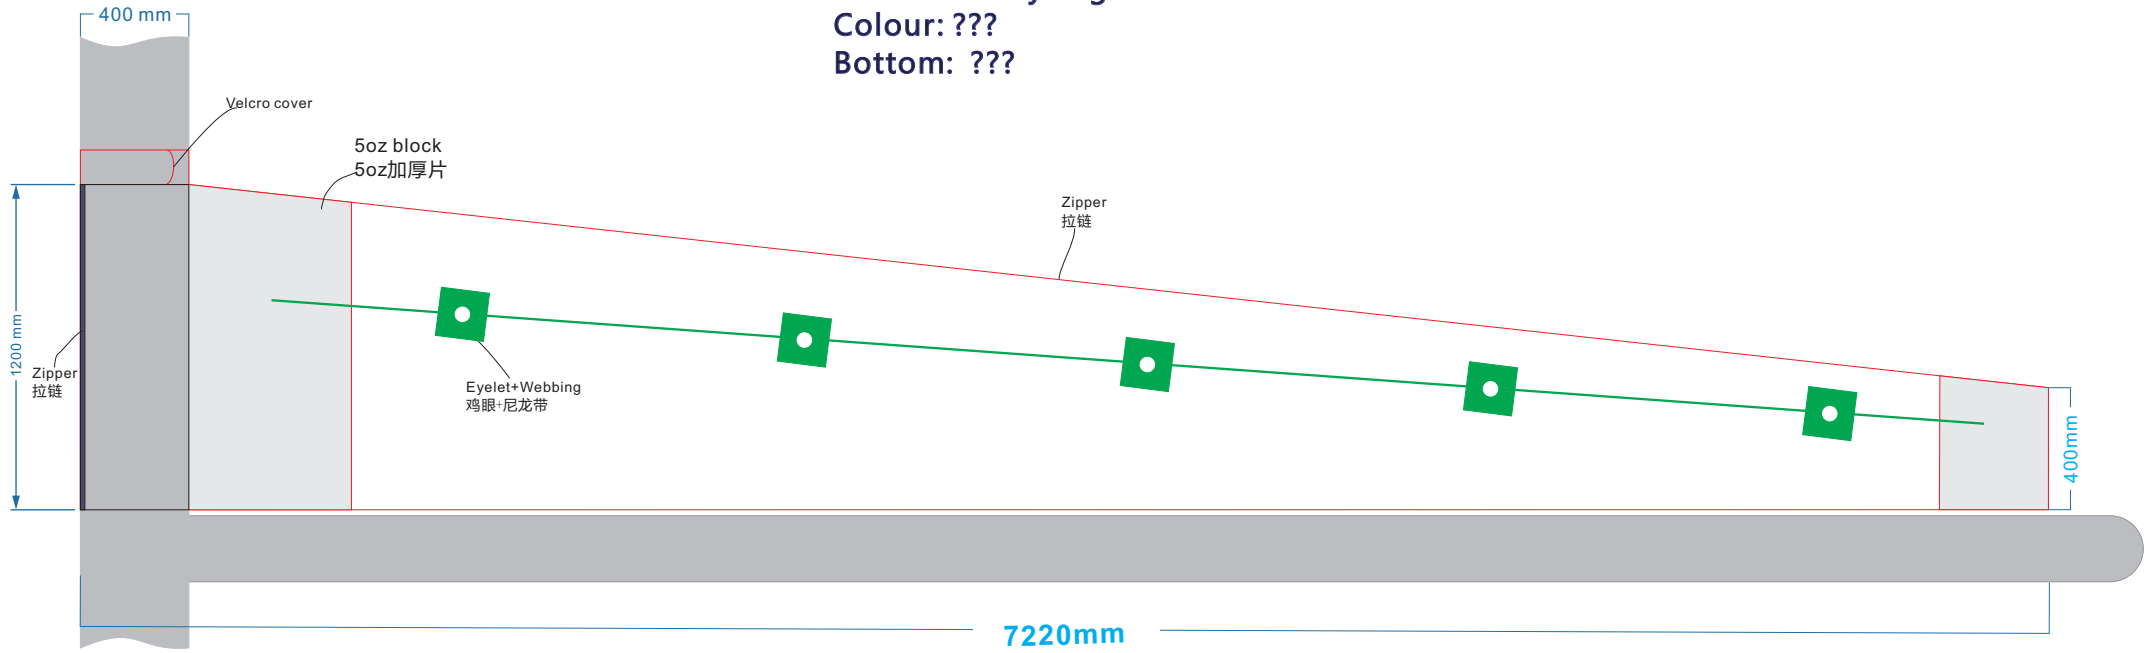 400 mm
Colour: ???
Bottom: ???
Velcro cover
5oz block
5oz加厚片
Zipper
拉链
1200 mm
Zipper
拉链
Eyelet+Webbing
鸡眼+尼龙带
400mm
7220mm